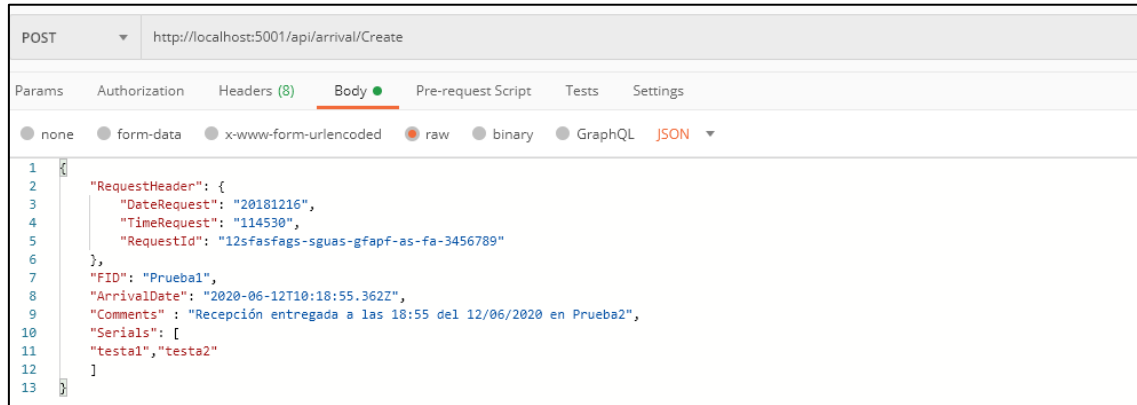 POST http://localhost:5001/api/arrival/Create
Params Authorization Headers (8) Body Pre-request Script Tests Settings
none form-data x-www-form-urlencoded raw binary GraphQL JSON
1 {
2 "RequestHeader": {
3 "DateRequest": "20181216",
4 "TimeRequest": "114530",
5 "RequestId": "12sfasfags-sguas-gfapf-as-fa-3456789"
6 },
7 "FID": "Prueba1",
8 "ArrivalDate": "2020-06-12T10:18:55.362Z",
9 "Comments" : "Recepción entregada a las 18:55 del 12/06/2020 en Prueba2",
10 "Serials": [
11 "testa1","testa2"
12 ]
13 }